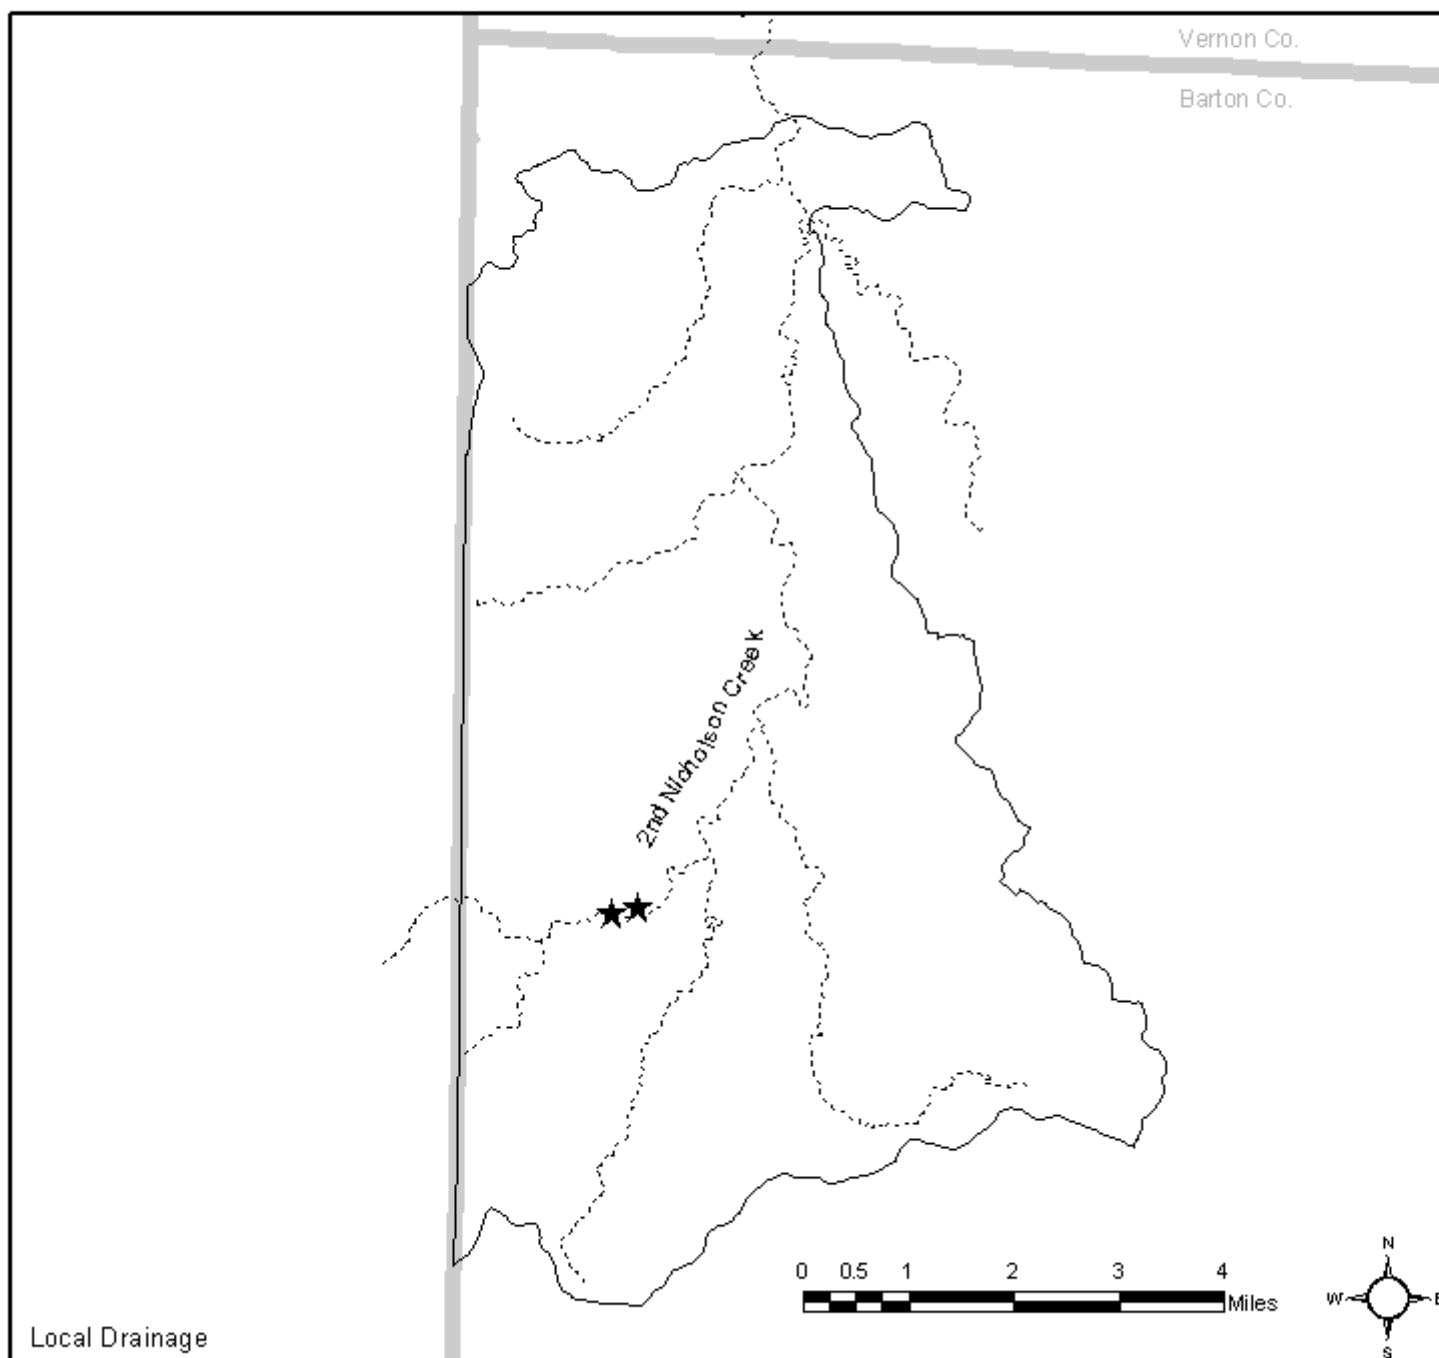 Vernon Co.
Barton Co.
2nd Nicholson Creek
0 0.5 1 2 3 4
Miles
N
W E
S
Local Drainage